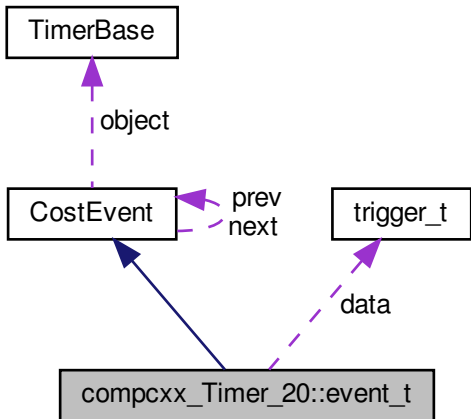 TimerBase
object
CostEvent
prev
next
trigger_t
data
compcxx_Timer_20::event_t